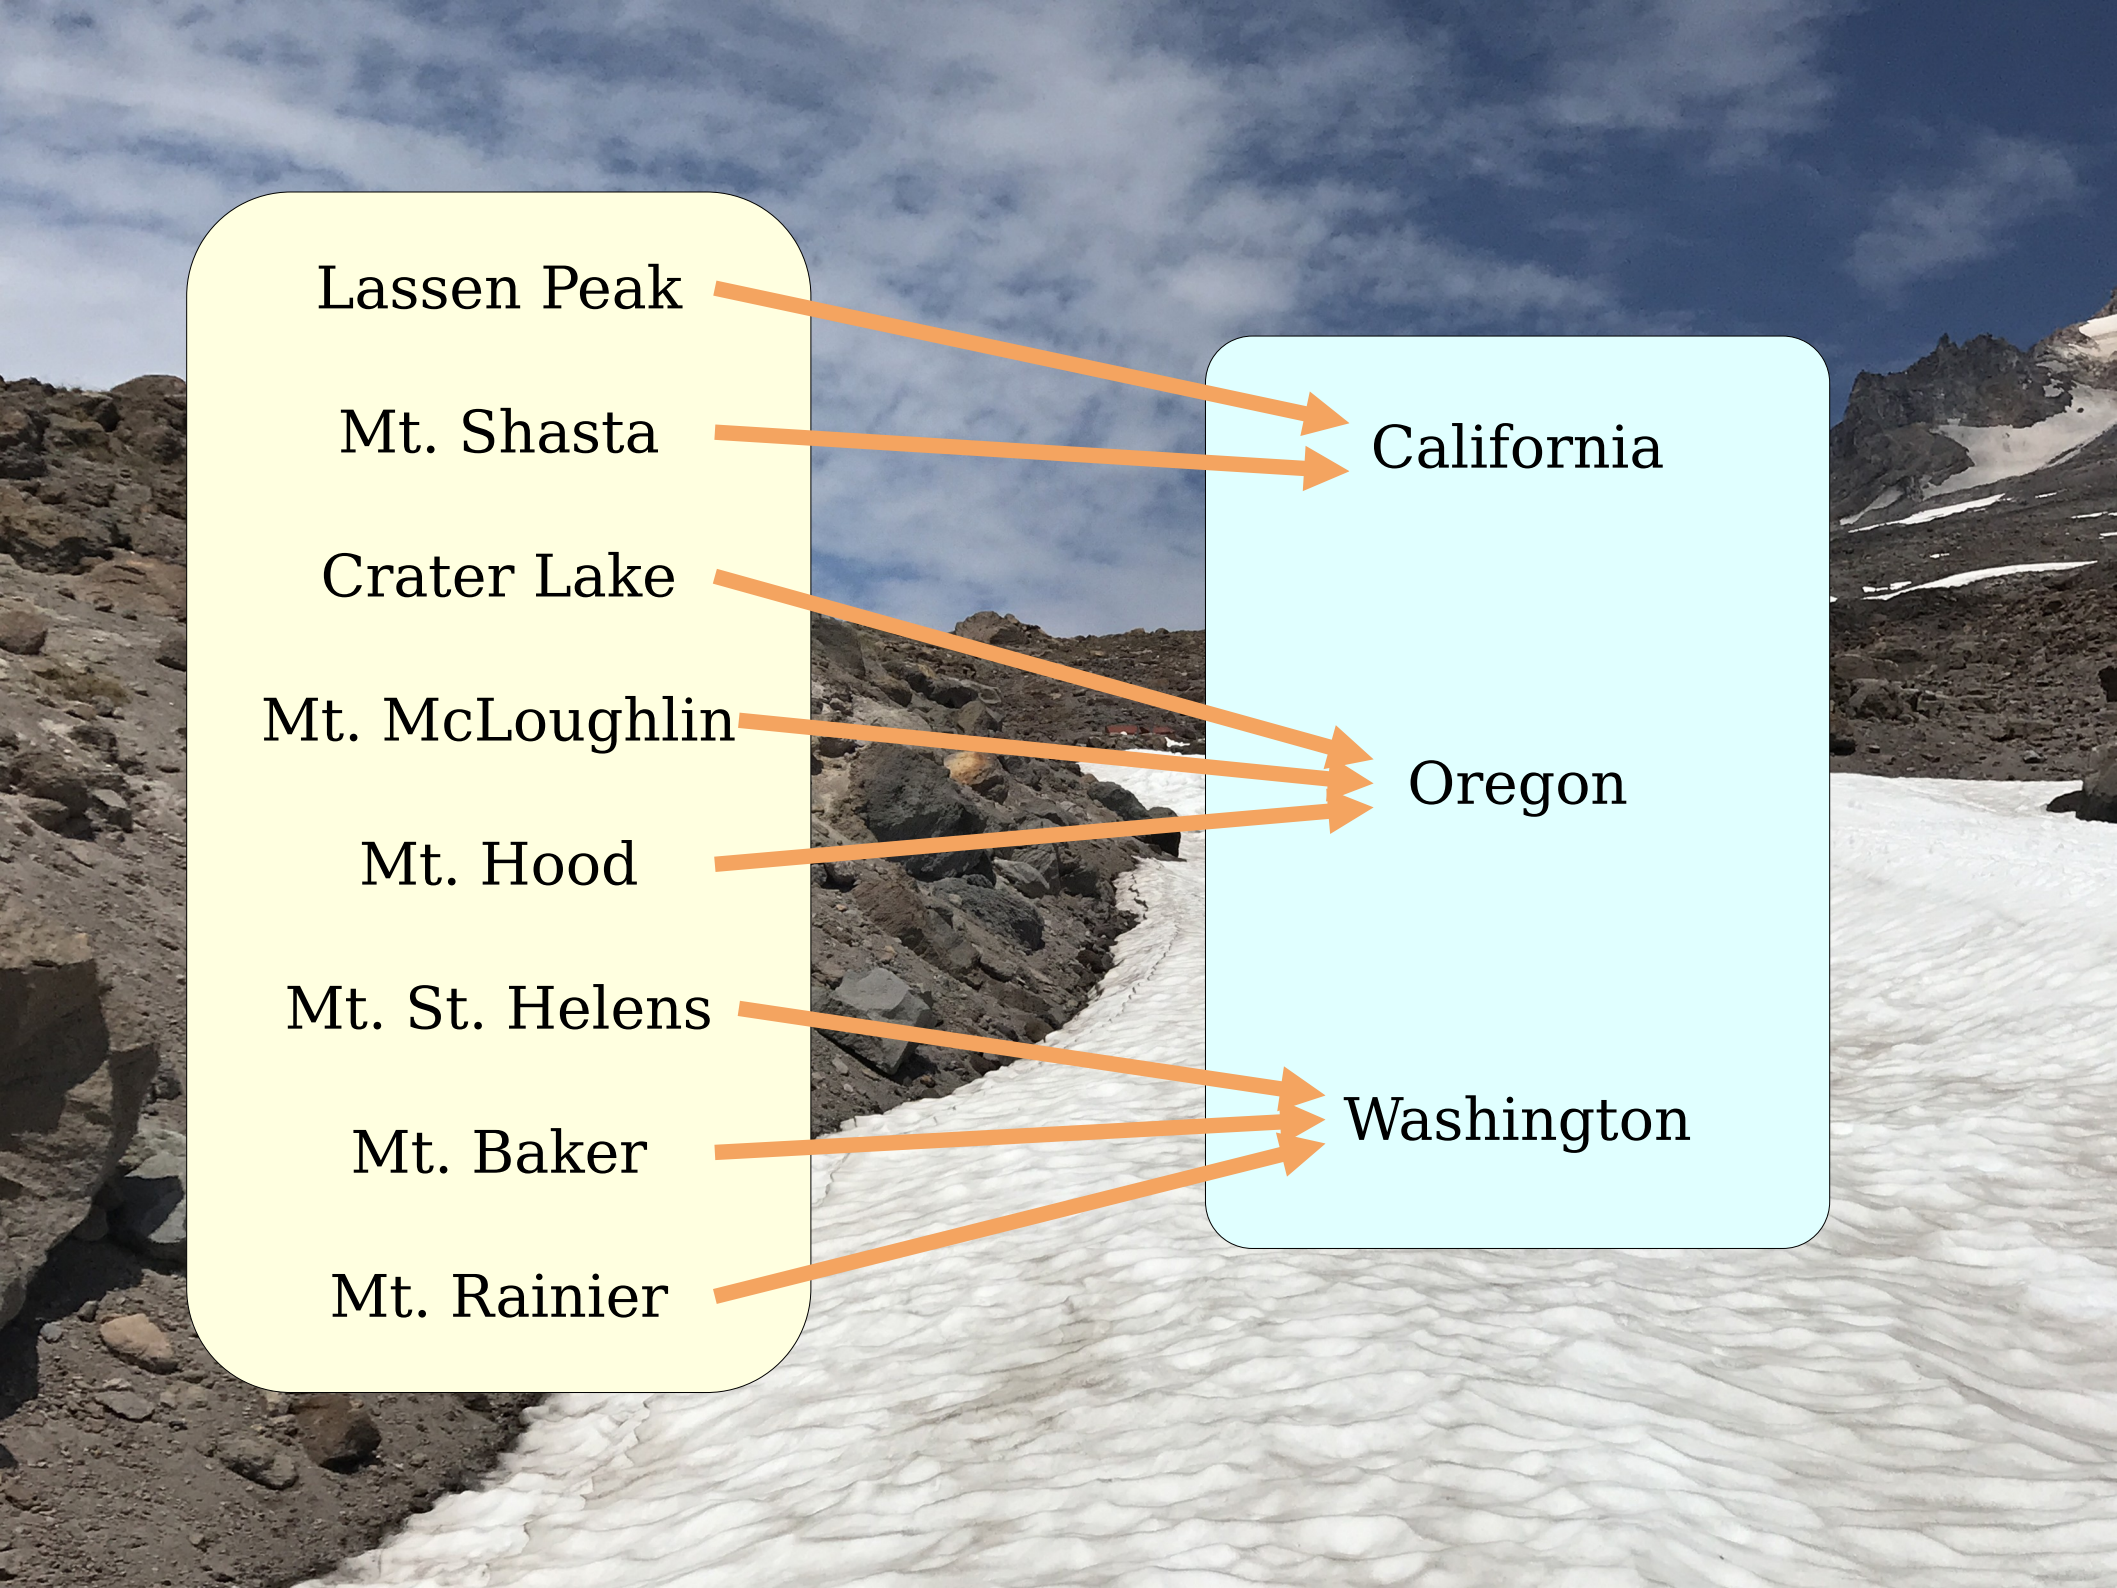 Lassen Peak
Mt. Shasta
Crater Lake
Mt. McLoughlin
Mt. Hood
Mt. St. Helens
Mt. Baker
Mt. Rainier
California
Oregon
Washington